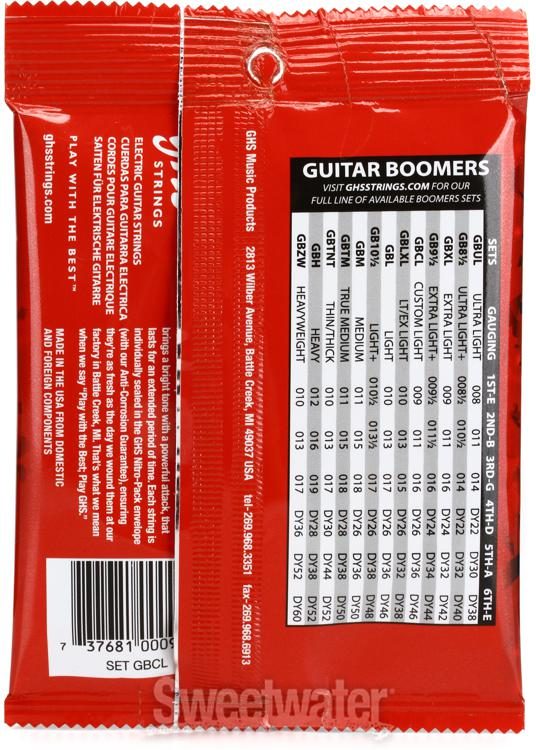 STRINGS
ELECTRIC GUITAR STRINGS
CUERDAS PARA GUITARRA ELECTRICA
CORDES POUR GUITARE ELECTRIQUE
SAITEN FÜR ELEKTRISCHE GITARRE
PLAY WITH THE BEST™
ghsstrings.com
brings a bright tone with a powerful attack, that
lasts for an extended period of time. Each string is
individually sealed in the GHS Nitro-Pack envelope
(with our Anti-Corrosion Guarantee), ensuring
they're as fresh as the day we wound them at our
factory in Battle Creek, MI. That's what we mean
when we say "Play with the Best; Play GHS."
MADE IN THE USA FROM DOMESTIC
AND FOREIGN COMPONENTS
7 37681 0009
SET GBCL
GHS Music Products 2813 Wilber Avenue, Battle Creek, MI 49037 USA tel- 269.968.3351 fax- 269.968.6913
GUITAR BOOMERS
VISIT GHSSTRINGS.COM FOR OUR
FULL LINE OF AVAILABLE BOOMERS SETS
SETS GAUGING 1ST-E 2ND-B 3RD-G 4TH-D 5TH-A 6TH-E
GBUL ULTRA LIGHT 008 011 014 DY22 DY30 DY38
GB8½ ULTRA LIGHT+ 008½ 010½ 015 DY22 DY32 DY40
GBXL EXTRA LIGHT 009 011 016 DY24 DY32 DY42
GB9½ EXTRA LIGHT+ 009½ 011½ 016 DY24 DY34 DY44
GBCL CUSTOM LIGHT 009 011 016 DY26 DY36 DY46
GBLXL LT/EX LIGHT 010 013 015 DY26 DY32 DY38
GBL LIGHT 010 013 017 DY26 DY36 DY46
GB10½ LIGHT+ 010½ 013½ 017 DY26 DY36 DY48
GBM MEDIUM 011 015 018 DY26 DY36 DY50
GBTM TRUE MEDIUM 011 015 018 DY28 DY38 DY50
GBTNT THIN/THICK 010 013 017 DY30 DY44 DY52
GBH HEAVY 012 016 019 DY28 DY38 DY52
GBZW HEAVYWEIGHT 010 013 017 DY36 DY52 DY60
Sweetwater